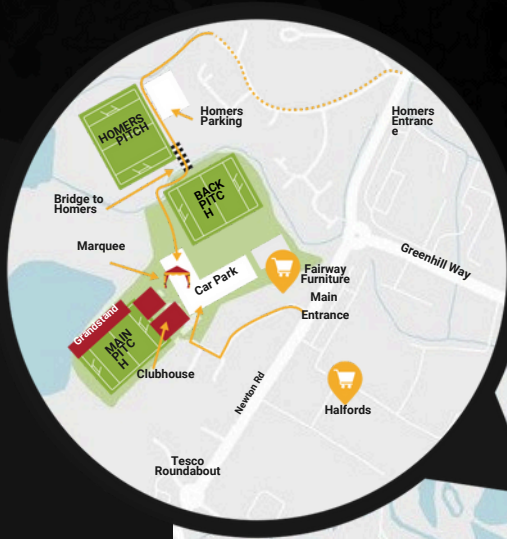 HOMERS
PITCH
Homers
Parking
Homers
Entranc
e
Bridge to
Homers
BACK
PITC
H
Marquee
Greenhill Way
Car Park
Fairway
Furniture
Main
Entrance
Grandstand
MAIN
PITC
H
Clubhouse
Newton Rd
Halfords
Tesco
Roundabout